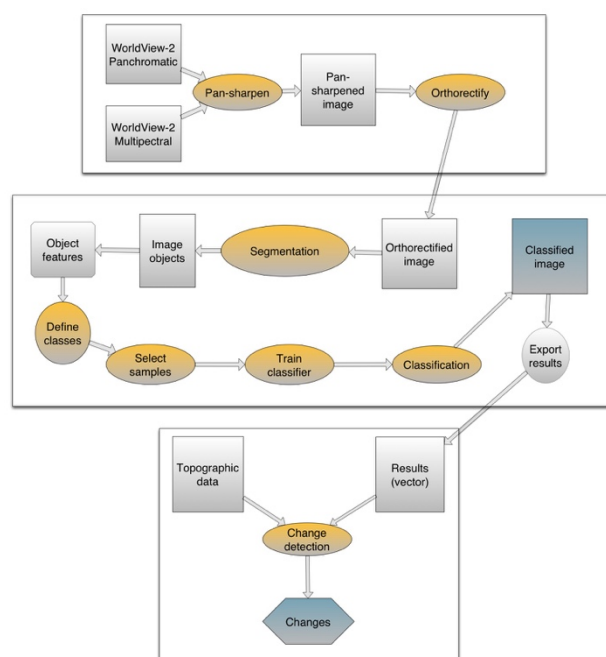 WorldView-2
Panchromatic
Pan-sharpen
Pan-
sharpened
image
Orthorectify
WorldView-2
Multipectral
Object
features
Image
objects
Segmentation
Orthorectified
image
Classified
image
Define
classes
Select
samples
Train
classifier
Classification
Export
results
Topographic
data
Results
(vector)
Change
detection
Changes